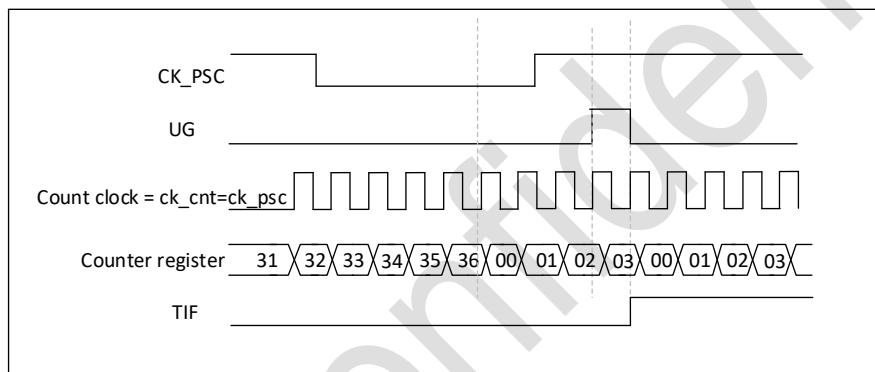 CK_PSC
UG
Count clock = ck_cnt=ck_psc
Counter register 31 32 33 34 35 36 00 01 02 03 00 01 02 03
TIF